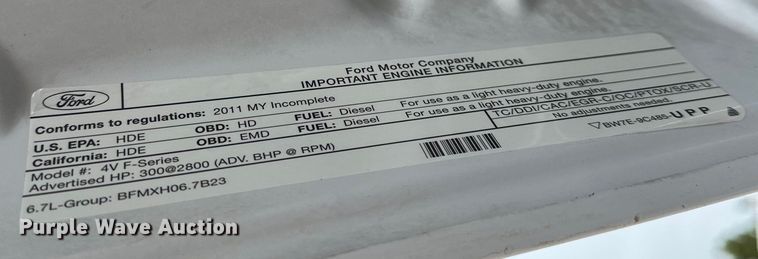 Ford Motor Company
IMPORTANT ENGINE INFORMATION
Ford
Conforms to regulations: 2011 MY Incomplete
U.S. EPA: HDE OBD: HD FUEL: Diesel For use as a light heavy-duty engine.
California: HDE OBD: EMD FUEL: Diesel For use as a light heavy-duty engine.
Model #: 4V F-Series TC/DDI/CAC/EGR-C/OC/PTOX/SCR-U
Advertised HP: 300@2800 (ADV. BHP @ RPM) No adjustments needed.
6.7L-Group: BFMXH06.7B23
BW7E-9C485-UPP
Purple Wave Auction